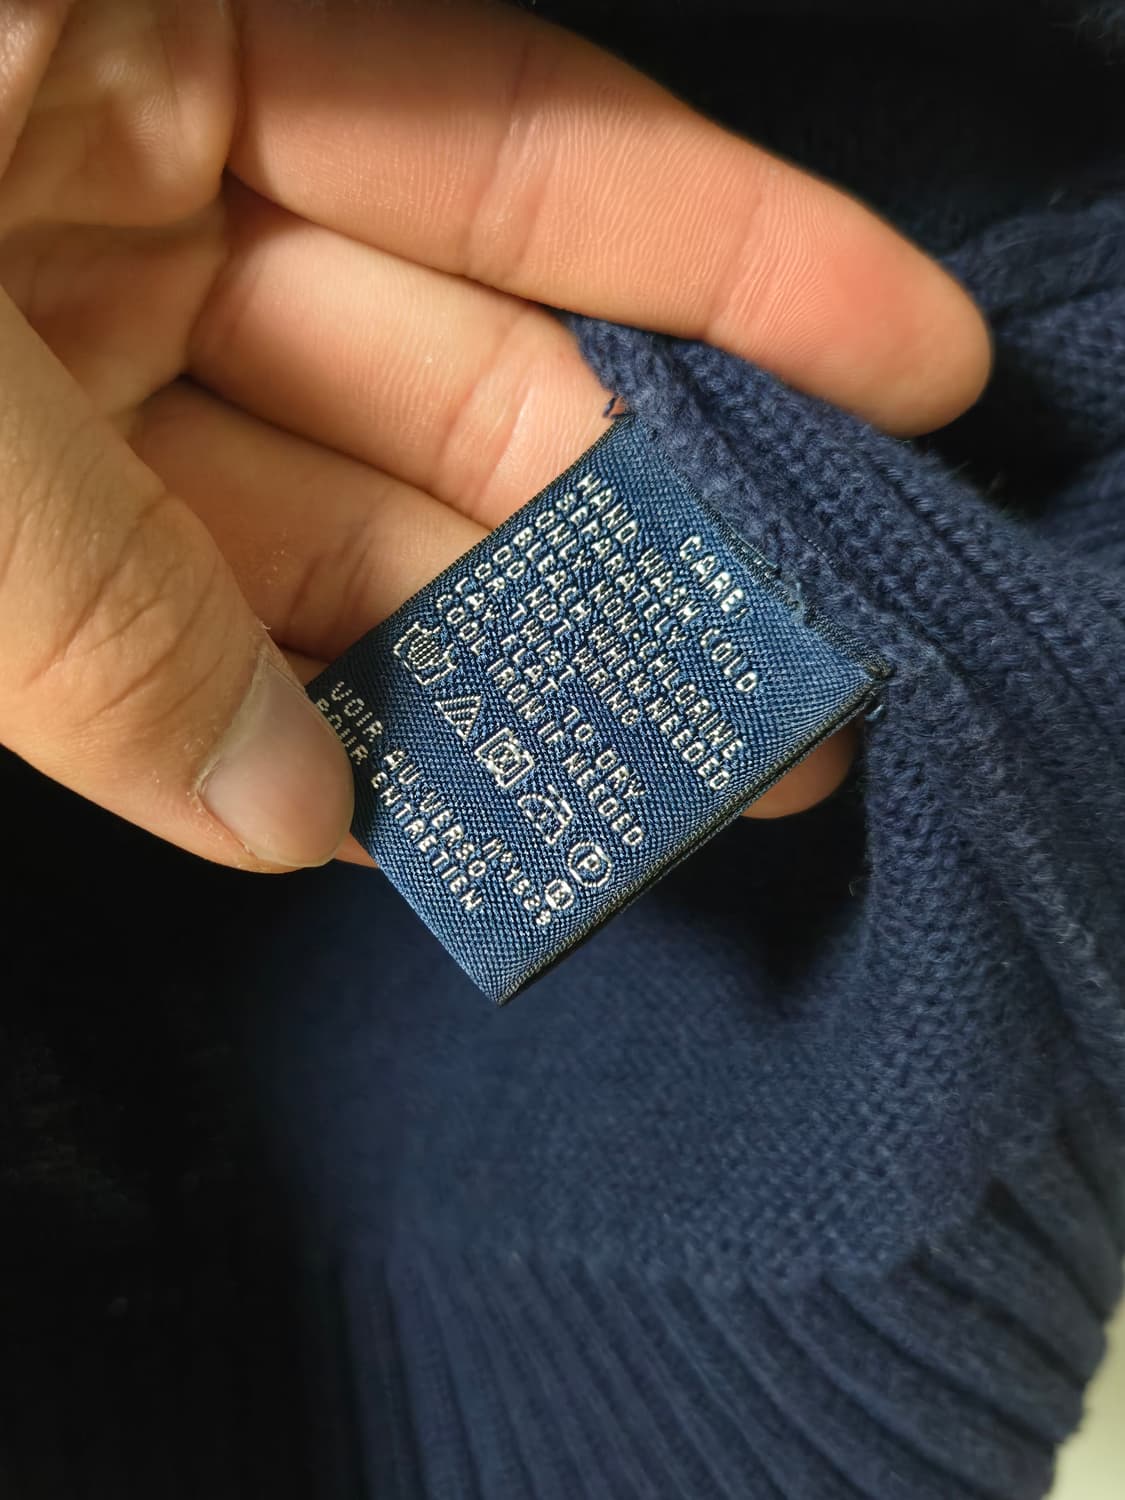 CARE:
HAND WASH COLD
SEPARATELY
ONLY NON-CHLORINE
BLEACH WHEN NEEDED
DO NOT WRING
OR TWIST
LAY FLAT TO DRY
COOL IRON IF NEEDED
P
VOIR AU VERSO
POUR ENTRETIEN